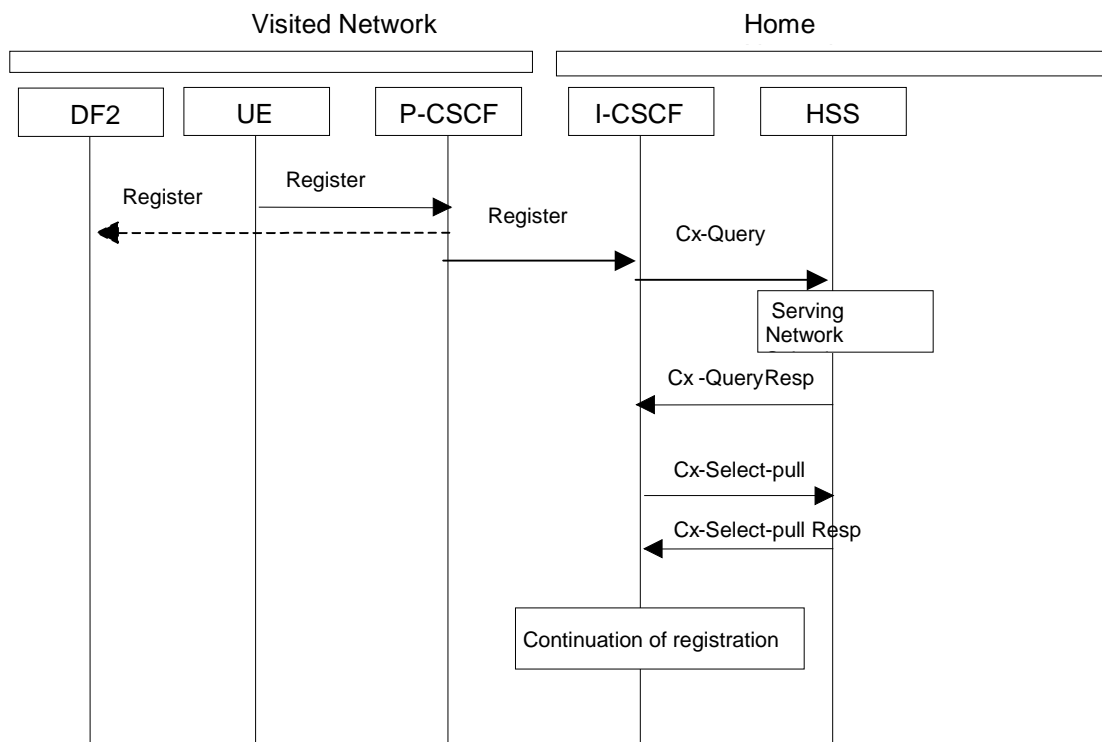 Visited Network
Home
DF2
UE
P-CSCF
I-CSCF
HSS
Register
Register
Register
Cx-Query
Serving
Network
Cx -QueryResp
Cx-Select-pull
Cx-Select-pull Resp
Continuation of registration